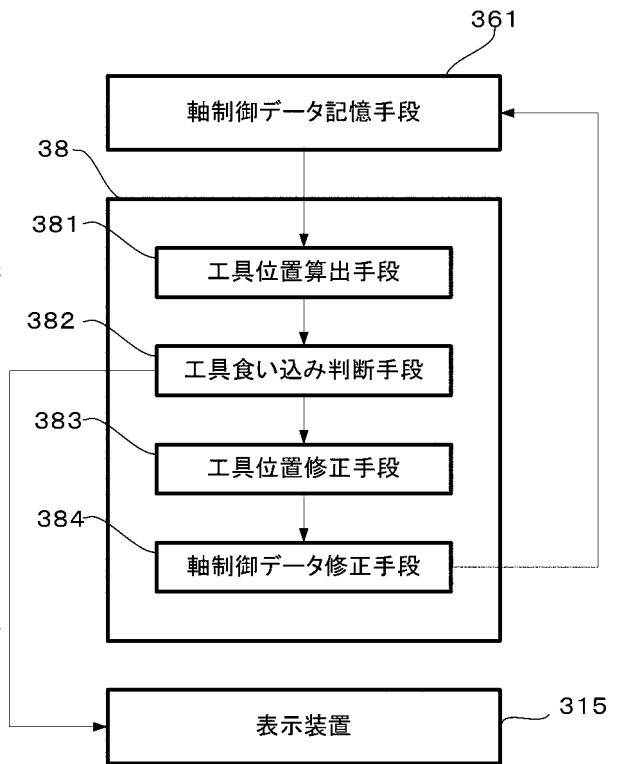 361
軸制御データ記憶手段
38
381
工具位置算出手段
382
工具食い込み判断手段
383
工具位置修正手段
384
軸制御データ修正手段
表示装置
315